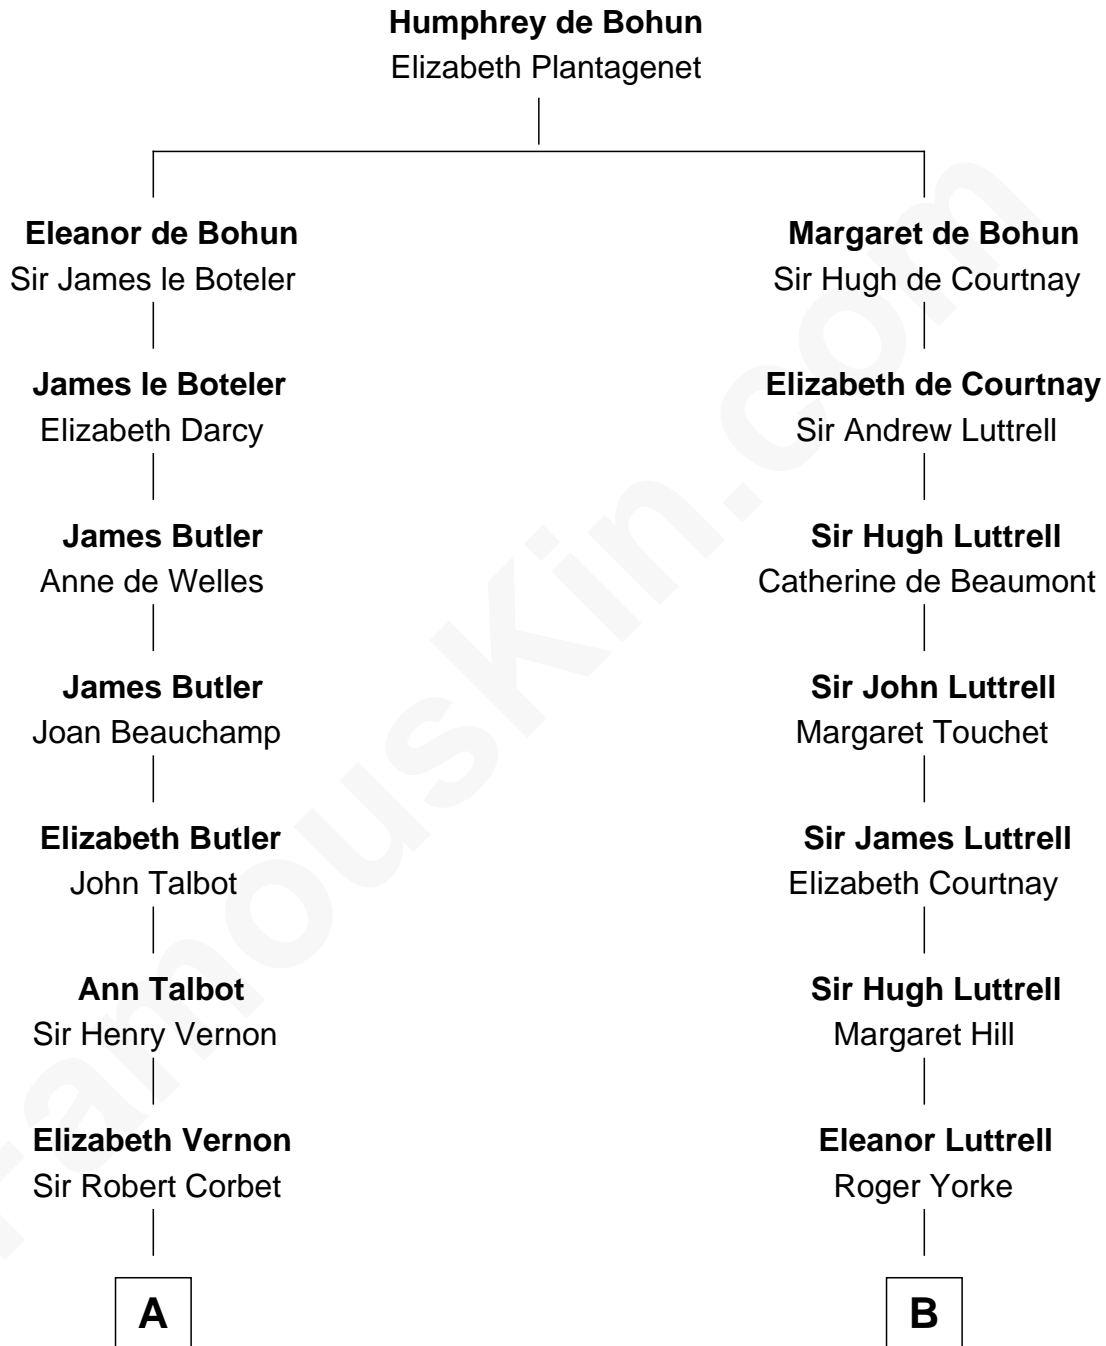 Humphrey de Bohun
Elizabeth Plantagenet
Eleanor de Bohun
Sir James le Boteler
Margaret de Bohun
Sir Hugh de Courtnay
James le Boteler
Elizabeth Darcy
Elizabeth de Courtnay
Sir Andrew Luttrell
James Butler
Anne de Welles
Sir Hugh Luttrell
Catherine de Beaumont
James Butler
Joan Beauchamp
Sir John Luttrell
Margaret Touchet
Elizabeth Butler
John Talbot
Sir James Luttrell
Elizabeth Courtnay
Ann Talbot
Sir Henry Vernon
Sir Hugh Luttrell
Margaret Hill
Elizabeth Vernon
Sir Robert Corbet
Eleanor Luttrell
Roger Yorke
A
B
FamousKin.com